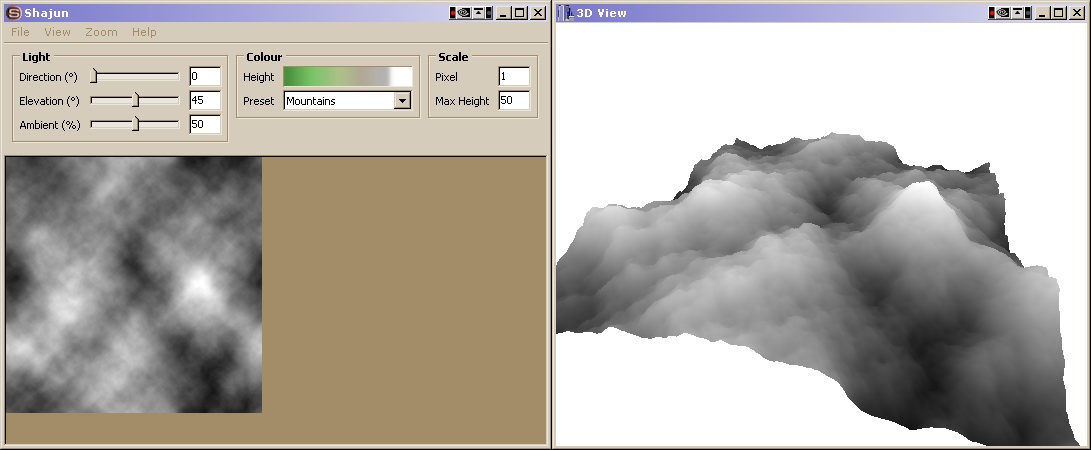 Shajun
File View Zoom Help
Light
Direction (°) 0
Elevation (°) 45
Ambient (%) 50
Colour
Height
Preset Mountains
Scale
Pixel 1
Max Height 50
3D View